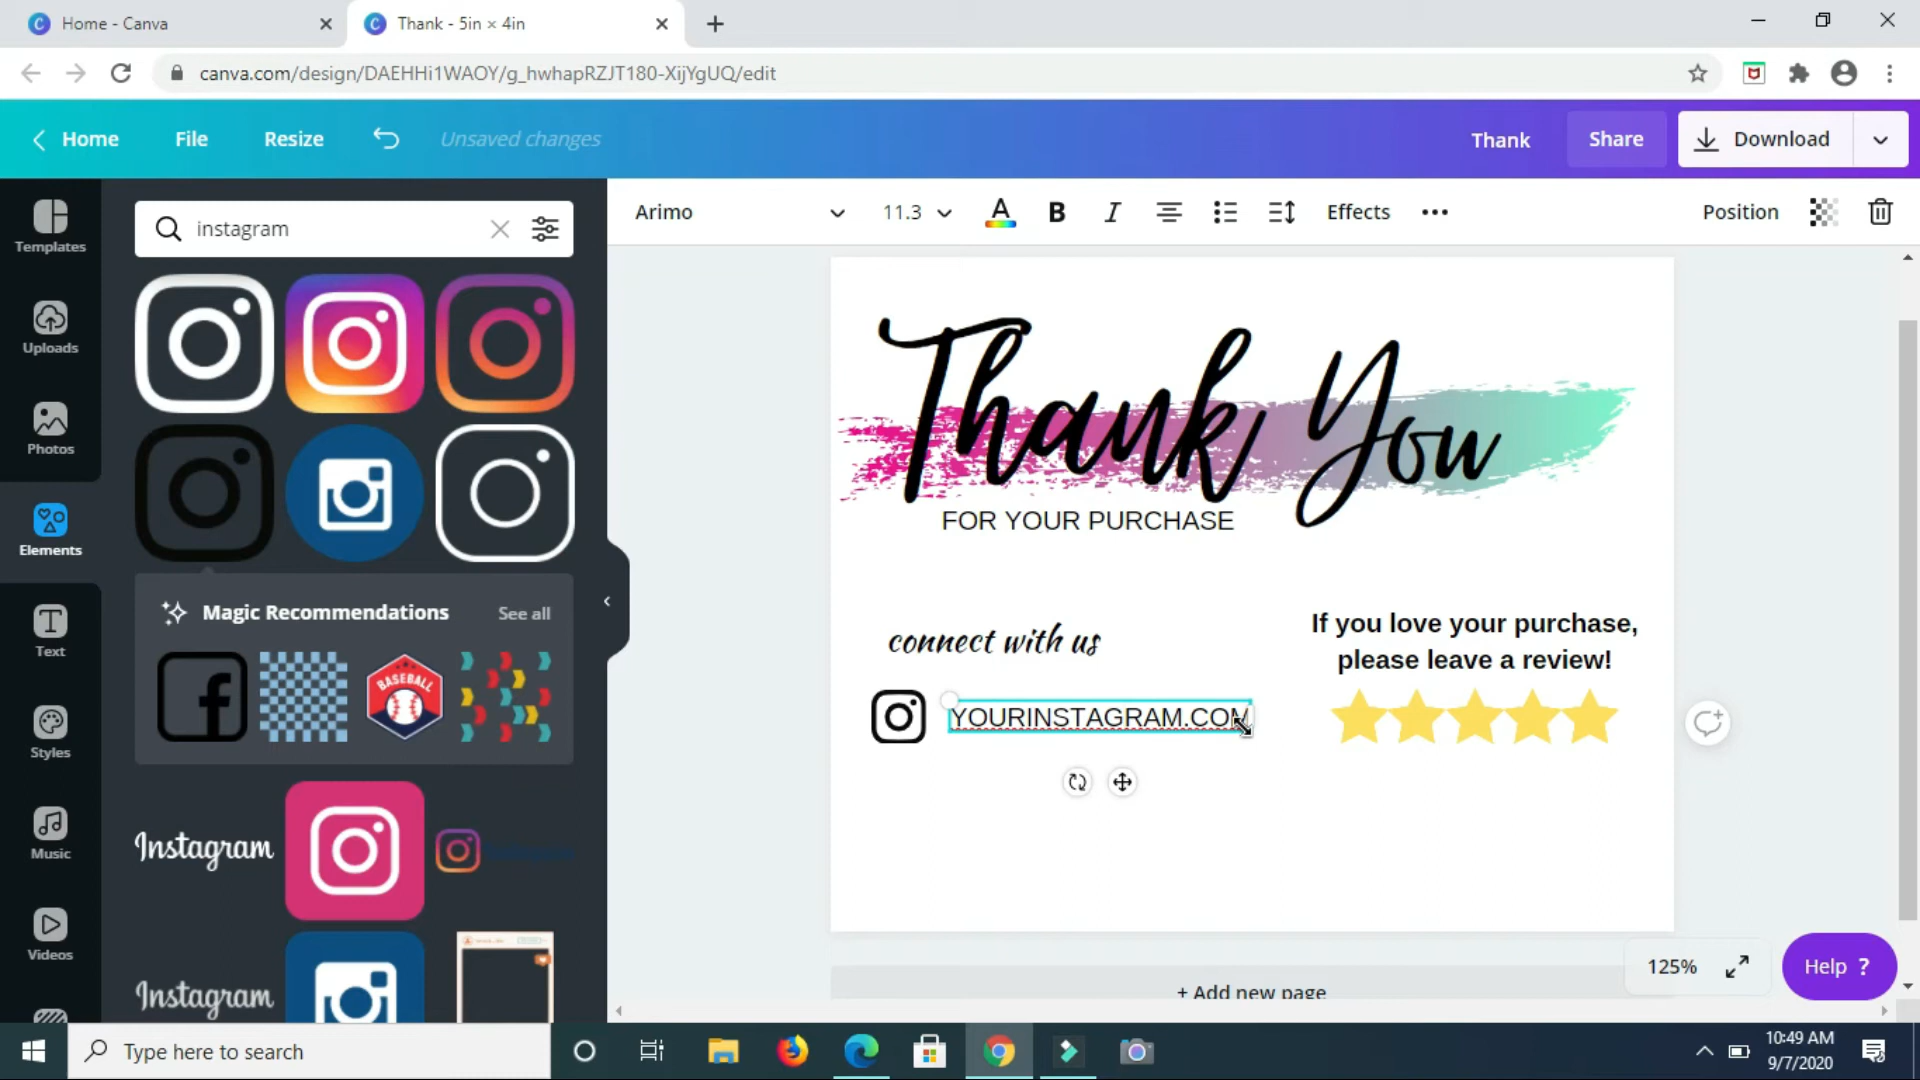 Home - Canva
Thank - 5in × 4in
canva.com/design/DAEHHi1WAOY/g_hwhapRZJT180-XijYgUQ/edit
Home
File
Resize
Unsaved changes
Thank
Share
Download
Templates
Uploads
Photos
Elements
Text
Styles
Music
Videos
instagram
Magic Recommendations
See all
BASEBALL
Instagram
Instagram
Arimo
11.3
A
B
I
Effects
Position
Thank You
FOR YOUR PURCHASE
connect with us
YOURINSTAGRAM.COM
If you love your purchase,
please leave a review!
+ Add new page
125%
Help ?
Type here to search
10:49 AM
9/7/2020